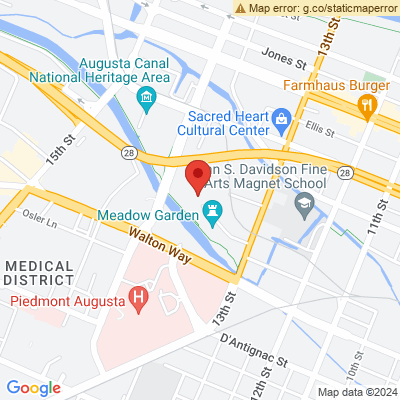 Map error: g.co/staticmaperror
Jones St
13th St
Augusta Canal
National Heritage Area
Farmhaus Burger
Sacred Heart
Cultural Center
Ellis St
15th St
28
n S. Davidson Fine
Arts Magnet School
28
Meadow Garden
11th St
Osler Ln
Walton Way
MEDICAL
DISTRICT
Piedmont Augusta
H
13th St
D'Antignac St
10th St
12th St
Google
Map data ©2024